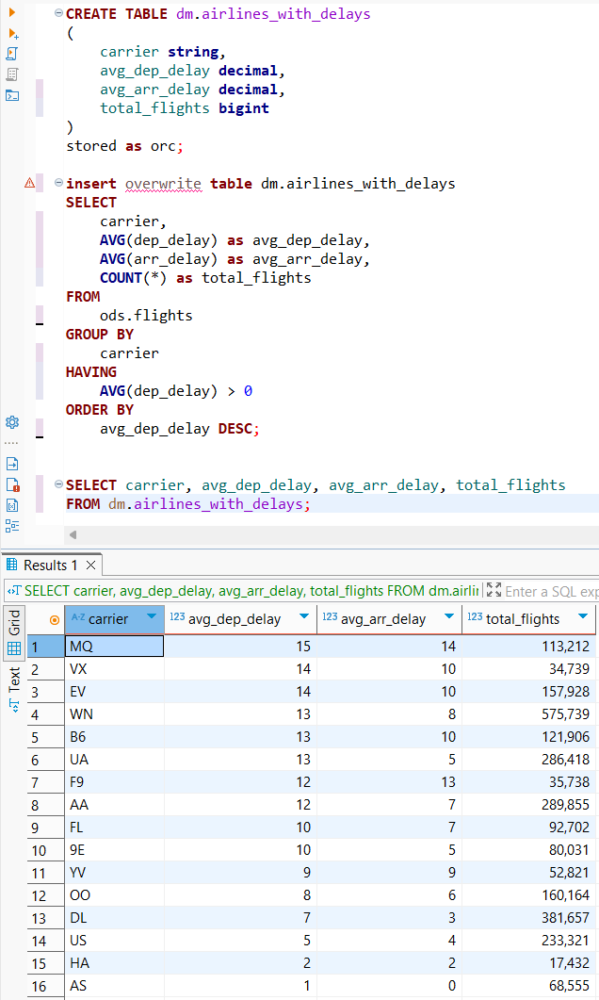 CREATE TABLE dm.airlines_with_delays
(
carrier string,
avg_dep_delay decimal,
avg_arr_delay decimal,
total_flights bigint
)
stored as orc;
insert overwrite table dm.airlines_with_delays
SELECT
carrier,
AVG(dep_delay) as avg_dep_delay,
AVG(arr_delay) as avg_arr_delay,
COUNT(*) as total_flights
FROM
ods.flights
GROUP BY
carrier
HAVING
AVG(dep_delay) > 0
ORDER BY
avg_dep_delay DESC;
SELECT carrier, avg_dep_delay, avg_arr_delay, total_flights
FROM dm.airlines_with_delays;
Results 1
SELECT carrier, avg_dep_delay, avg_arr_delay, total_flights FROM dm.airli Enter a SQL exp
Grid
Text
A-Z carrier 123 avg_dep_delay 123 avg_arr_delay 123 total_flights
1 MQ 15 14 113,212
2 VX 14 10 34,739
3 EV 14 10 157,928
4 WN 13 8 575,739
5 B6 13 10 121,906
6 UA 13 5 286,418
7 F9 12 13 35,738
8 AA 12 7 289,855
9 FL 10 7 92,702
10 9E 10 5 80,031
11 YV 9 9 52,821
12 OO 8 6 160,164
13 DL 7 3 381,657
14 US 5 4 233,321
15 HA 2 2 17,432
16 AS 1 0 68,555